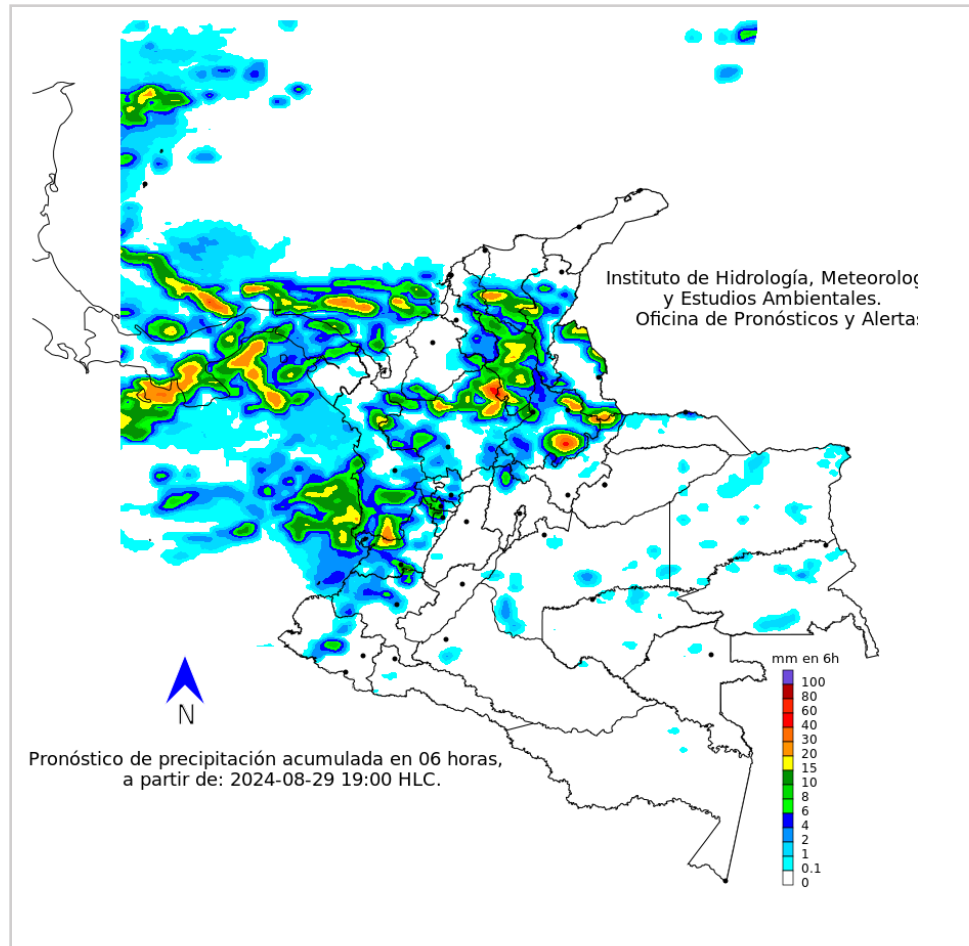 Instituto de Hidrología, Meteorolog
y Estudios Ambientales.
Oficina de Pronósticos y Alertas
mm en 6h
100
80
60
40
30
20
15
10
8
6
4
2
1
0.1
0
N
Pronóstico de precipitación acumulada en 06 horas,
a partir de: 2024-08-29 19:00 HLC.